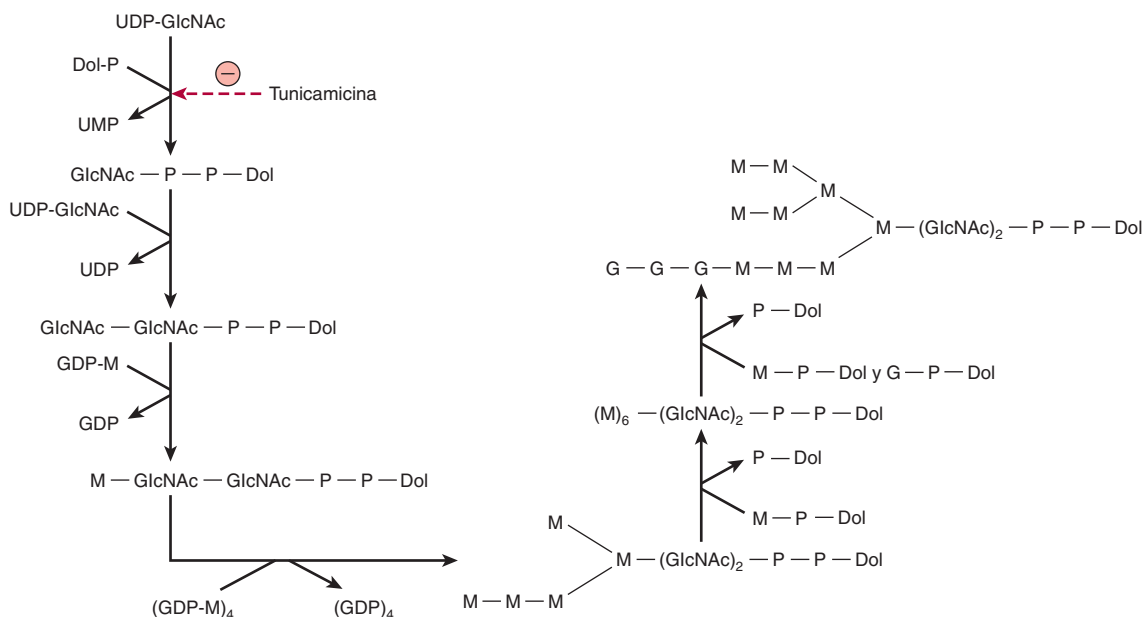 UDP-GlcNAc
Dol-P
−
Tunicamicina
UMP
GlcNAc — P — P — Dol
UDP-GlcNAc
UDP
GlcNAc — GlcNAc — P — P — Dol
GDP-M
GDP
M — GlcNAc — GlcNAc — P — P — Dol
(GDP-M)₄
(GDP)₄
M
M — (GlcNAc)₂ — P — P — Dol
M — M — M
M — P — Dol
P — Dol
(M)₆ — (GlcNAc)₂ — P — P — Dol
M — P — Dol y G — P — Dol
P — Dol
M — M
M
M — M
M — (GlcNAc)₂ — P — P — Dol
G — G — G — M — M — M